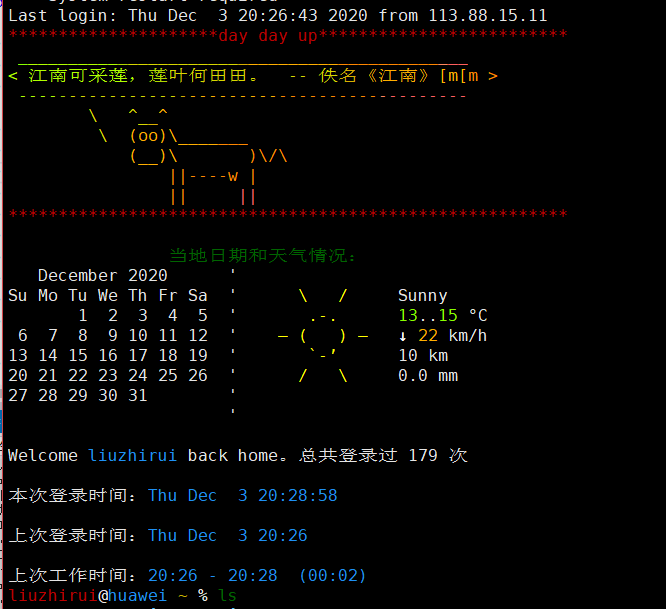 Last login: Thu Dec  3 20:26:43 2020 from 113.88.15.11
*********************day day up*************************
 _____________________________________________
< 江南可采莲，莲叶何田田。  -- 佚名《江南》[m[m >
 ---------------------------------------------
        \   ^__^
         \  (oo)\_______
            (__)\       )\/\
                ||----w |
                ||     ||
********************************************************
当地日期和天气情况：
   December 2020      '
Su Mo Tu We Th Fr Sa  '      \   /     Sunny
       1  2  3  4  5  '       .-.      13..15 °C
 6  7  8  9 10 11 12  '    ― (   ) ―   ↓ 22 km/h
13 14 15 16 17 18 19  '       `-’      10 km
20 21 22 23 24 25 26  '      /   \     0.0 mm
27 28 29 30 31        '
                      '
Welcome liuzhirui back home。总共登录过 179 次
本次登录时间：Thu Dec  3 20:28:58
上次登录时间：Thu Dec  3 20:26
上次工作时间：20:26 - 20:28  (00:02)
liuzhirui@huawei ~ % ls